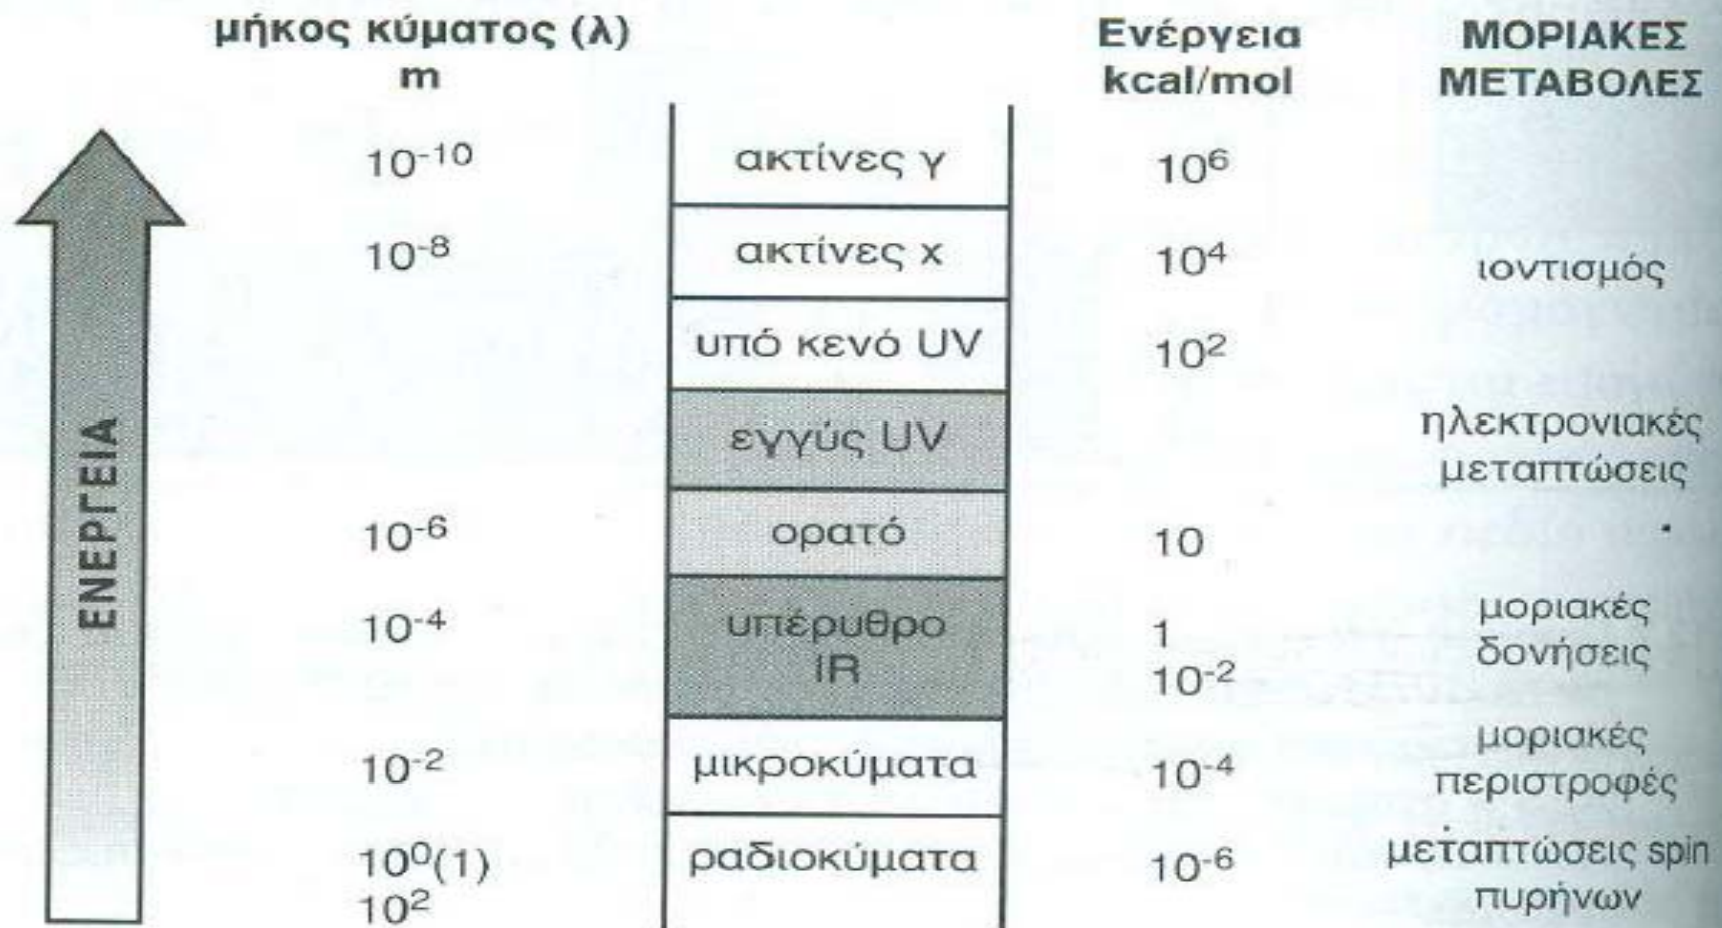 μήκος κύματος (λ) Ενέργεια ΜΟΡΙΑΚΕΣ
m kcal/mol ΜΕΤΑΒΟΛΕΣ
10⁻¹⁰ ακτίνες γ 10⁶
10⁻⁸ ακτίνες x 10⁴ ιοντισμός
υπό κενό UV 10²
εγγύς UV ηλεκτρονιακές
μεταπτώσεις
10⁻⁶ ορατό 10
10⁻⁴ υπέρυθρο 1 μοριακές
IR 10⁻² δονήσεις
10⁻² μικροκύματα 10⁻⁴ μοριακές
περιστροφές
10⁰(1) ραδιοκύματα 10⁻⁶ μεταπτώσεις spin
10² πυρήνων
ΕΝΕΡΓΕΙΑ